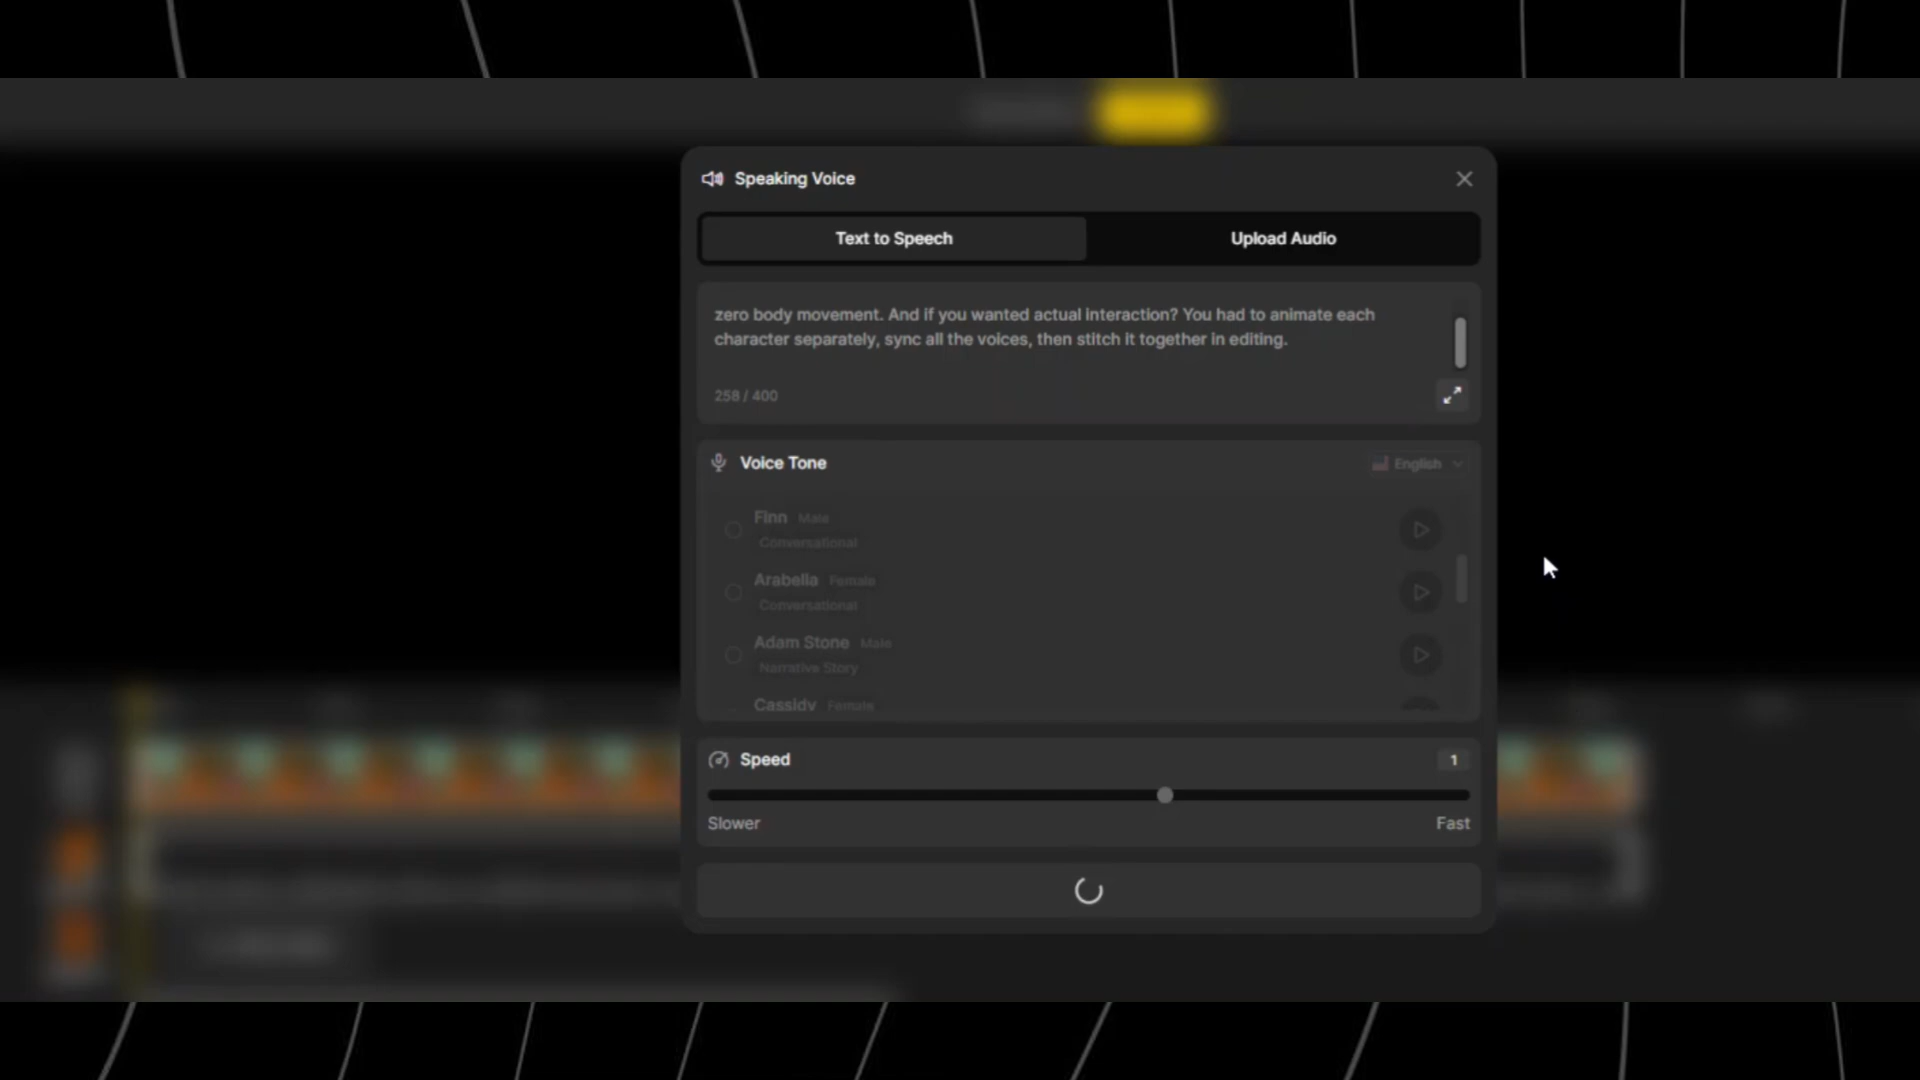 Speaking Voice
Text to Speech
Upload Audio
zero body movement. And if you wanted actual interaction? You had to animate each
character separately, sync all the voices, then stitch it together in editing.
258 / 400
Voice Tone
English
Finn Male
Conversational
Arabella Female
Conversational
Adam Stone Male
Narrative Story
Cassidy Female
Speed
1
Slower
Fast